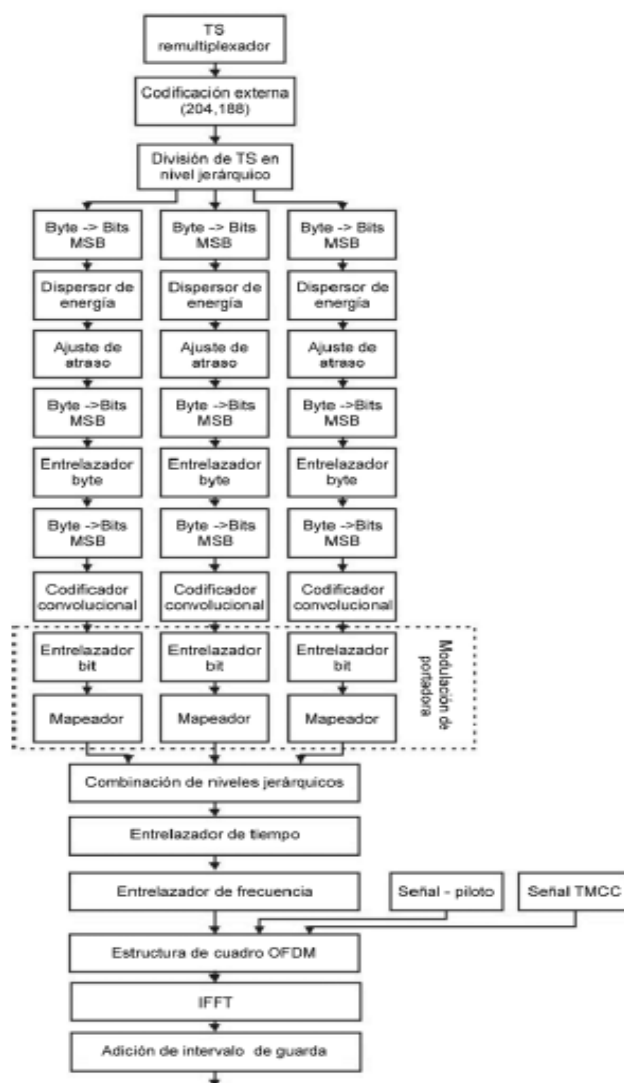 TS
remultiplexador
Codificación externa
(204,188)
División de TS en
nivel jerárquico
Byte -> Bits
MSB
Byte -> Bits
MSB
Byte -> Bits
MSB
Dispersor de
energía
Dispersor de
energía
Dispersor de
energía
Ajuste de
atraso
Ajuste de
atraso
Ajuste de
atraso
Byte ->Bits
MSB
Byte ->Bits
MSB
Byte ->Bits
MSB
Entrelazador
byte
Entrelazador
byte
Entrelazador
byte
Byte ->Bits
MSB
Byte ->Bits
MSB
Byte ->Bits
MSB
Codificador
convolucional
Codificador
convolucional
Codificador
convolucional
Entrelazador
bit
Entrelazador
bit
Entrelazador
bit
Modulación de
portadora
Mapeador
Mapeador
Mapeador
Combinación de niveles jerárquicos
Entrelazador de tiempo
Entrelazador de frecuencia
Señal - piloto
Señal TMCC
Estructura de cuadro OFDM
IFFT
Adición de intervalo de guarda